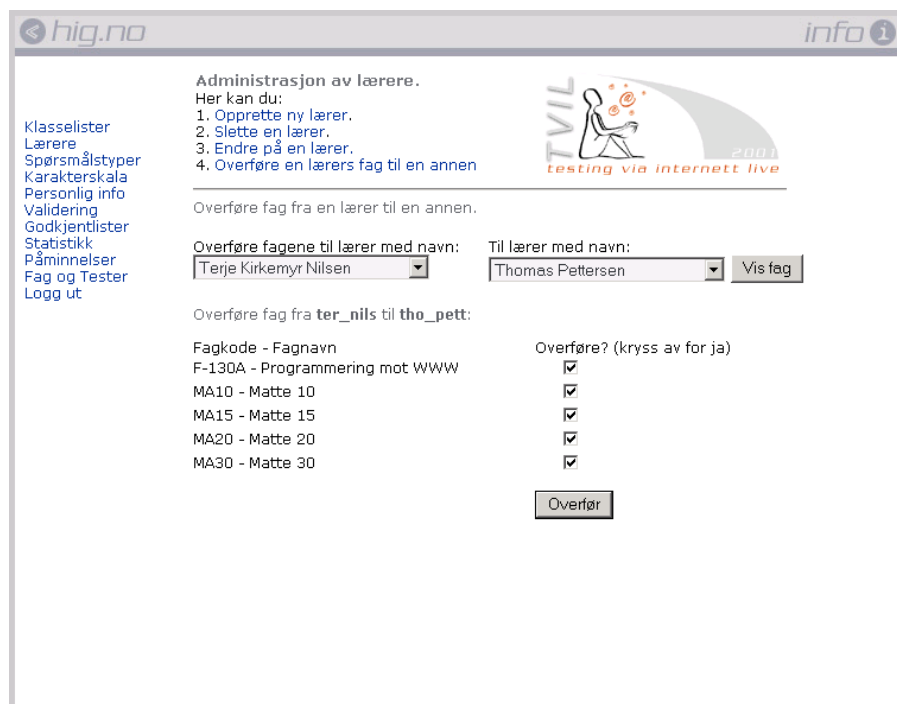 hig.no
info i
Administrasjon av lærere.
Her kan du:
1. Opprette ny lærer.
2. Slette en lærer.
3. Endre på en lærer.
4. Overføre en lærers fag til en annen
TVIL
2001
testing via internett live
Klasselister
Lærere
Spørsmålstyper
Karakterskala
Personlig info
Validering
Godkjentlister
Statistikk
Påminnelser
Fag og Tester
Logg ut
Overføre fag fra en lærer til en annen.
Overføre fagene til lærer med navn: Til lærer med navn:
Terje Kirkemyr Nilsen Thomas Pettersen Vis fag
Overføre fag fra ter_nils til tho_pett:
Fagkode - Fagnavn Overføre? (kryss av for ja)
F-130A - Programmering mot WWW
MA10 - Matte 10
MA15 - Matte 15
MA20 - Matte 20
MA30 - Matte 30
Overfør